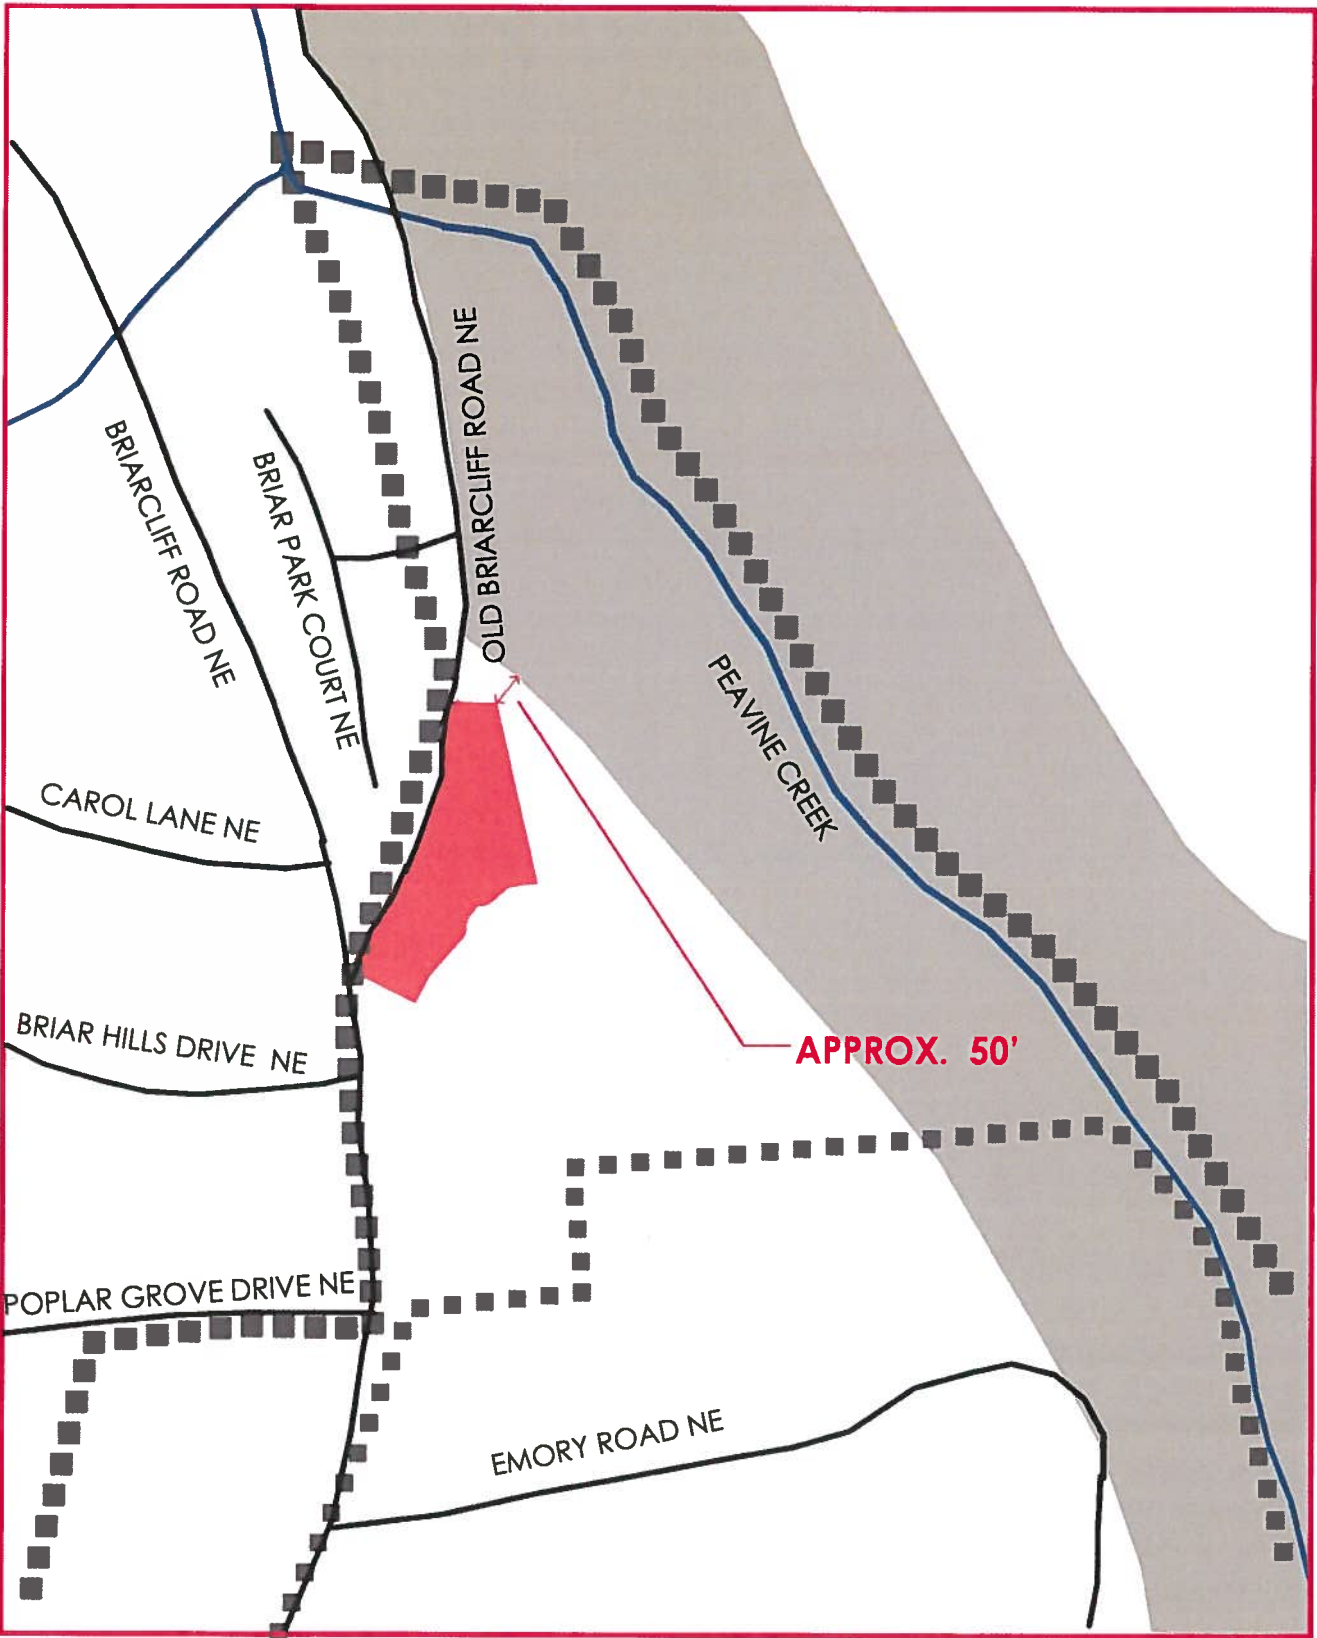 OLD BRIARCLIFF ROAD NE
BRIARCLIFF ROAD NE
BRIAR PARK COURT NE
PEAVINE CREEK
CAROL LANE NE
BRIAR HILLS DRIVE NE
APPROX. 50'
POPLAR GROVE DRIVE NE
EMORY ROAD NE